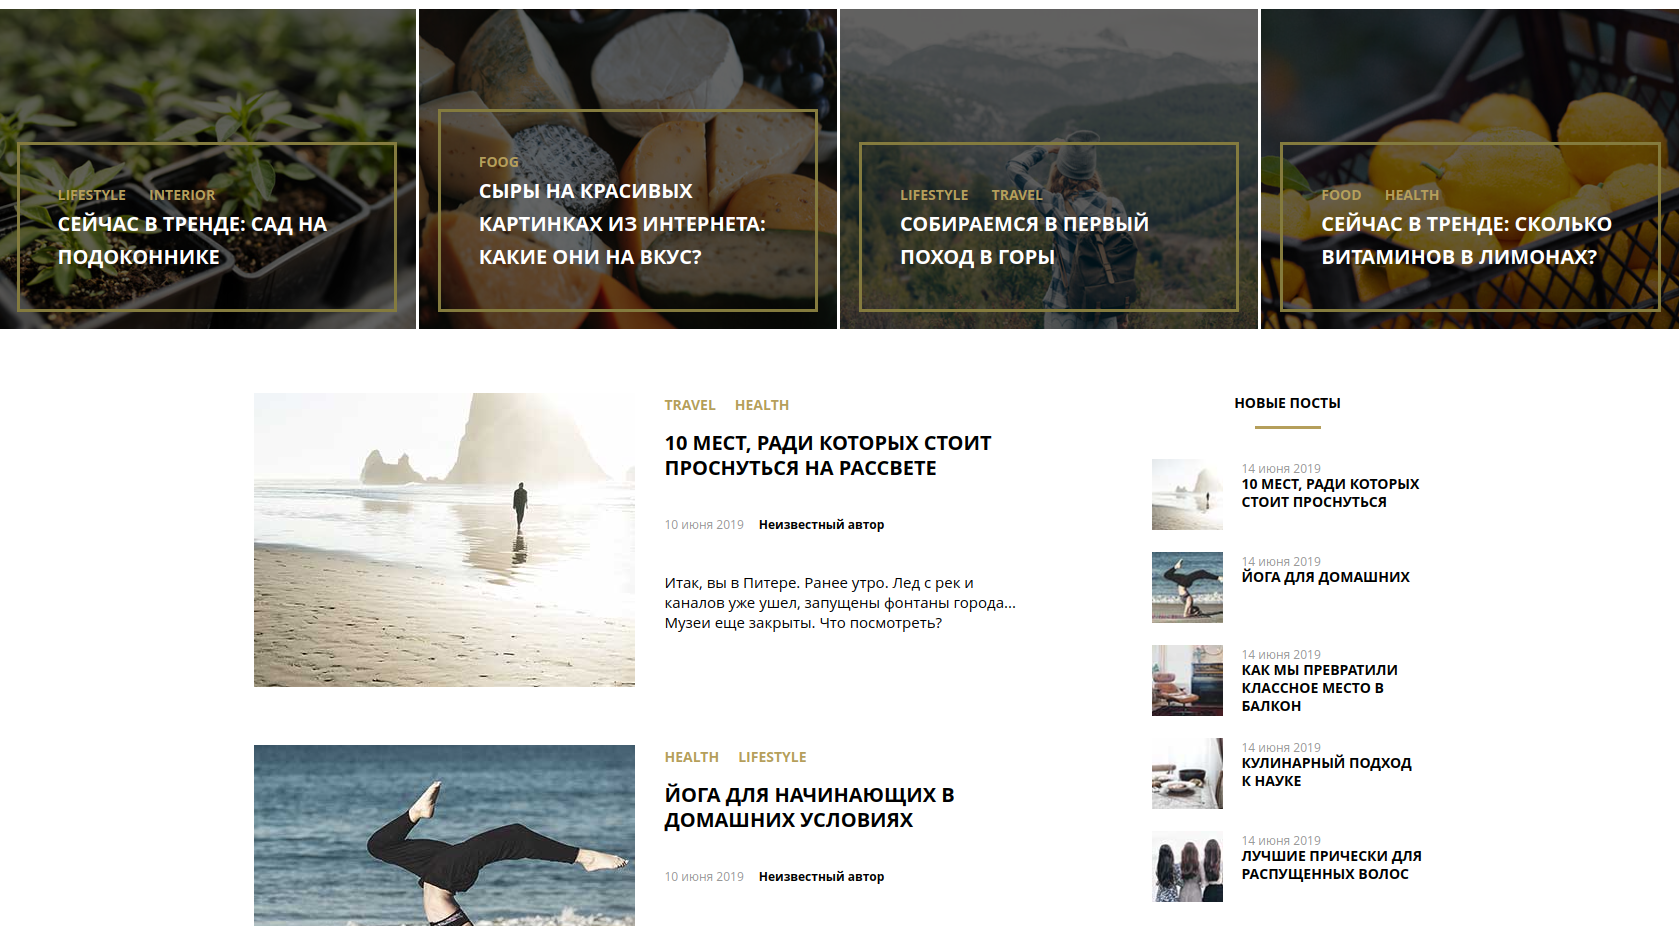 LIFESTYLE INTERIOR
СЕЙЧАС В ТРЕНДЕ: САД НА
ПОДОКОННИКЕ
FOOG
СЫРЫ НА КРАСИВЫХ
КАРТИНКАХ ИЗ ИНТЕРНЕТА:
КАКИЕ ОНИ НА ВКУС?
LIFESTYLE TRAVEL
СОБИРАЕМСЯ В ПЕРВЫЙ
ПОХОД В ГОРЫ
FOOD HEALTH
СЕЙЧАС В ТРЕНДЕ: СКОЛЬКО
ВИТАМИНОВ В ЛИМОНАХ?
TRAVEL HEALTH
10 МЕСТ, РАДИ КОТОРЫХ СТОИТ
ПРОСНУТЬСЯ НА РАССВЕТЕ
10 июня 2019 Неизвестный автор
Итак, вы в Питере. Ранее утро. Лед с рек и
каналов уже ушел, запущены фонтаны города...
Музеи еще закрыты. Что посмотреть?
HEALTH LIFESTYLE
ЙОГА ДЛЯ НАЧИНАЮЩИХ В
ДОМАШНИХ УСЛОВИЯХ
10 июня 2019 Неизвестный автор
НОВЫЕ ПОСТЫ
14 июня 2019
10 МЕСТ, РАДИ КОТОРЫХ
СТОИТ ПРОСНУТЬСЯ
14 июня 2019
ЙОГА ДЛЯ ДОМАШНИХ
14 июня 2019
КАК МЫ ПРЕВРАТИЛИ
КЛАССНОЕ МЕСТО В
БАЛКОН
14 июня 2019
КУЛИНАРНЫЙ ПОДХОД
К НАУКЕ
14 июня 2019
ЛУЧШИЕ ПРИЧЕСКИ ДЛЯ
РАСПУЩЕННЫХ ВОЛОС